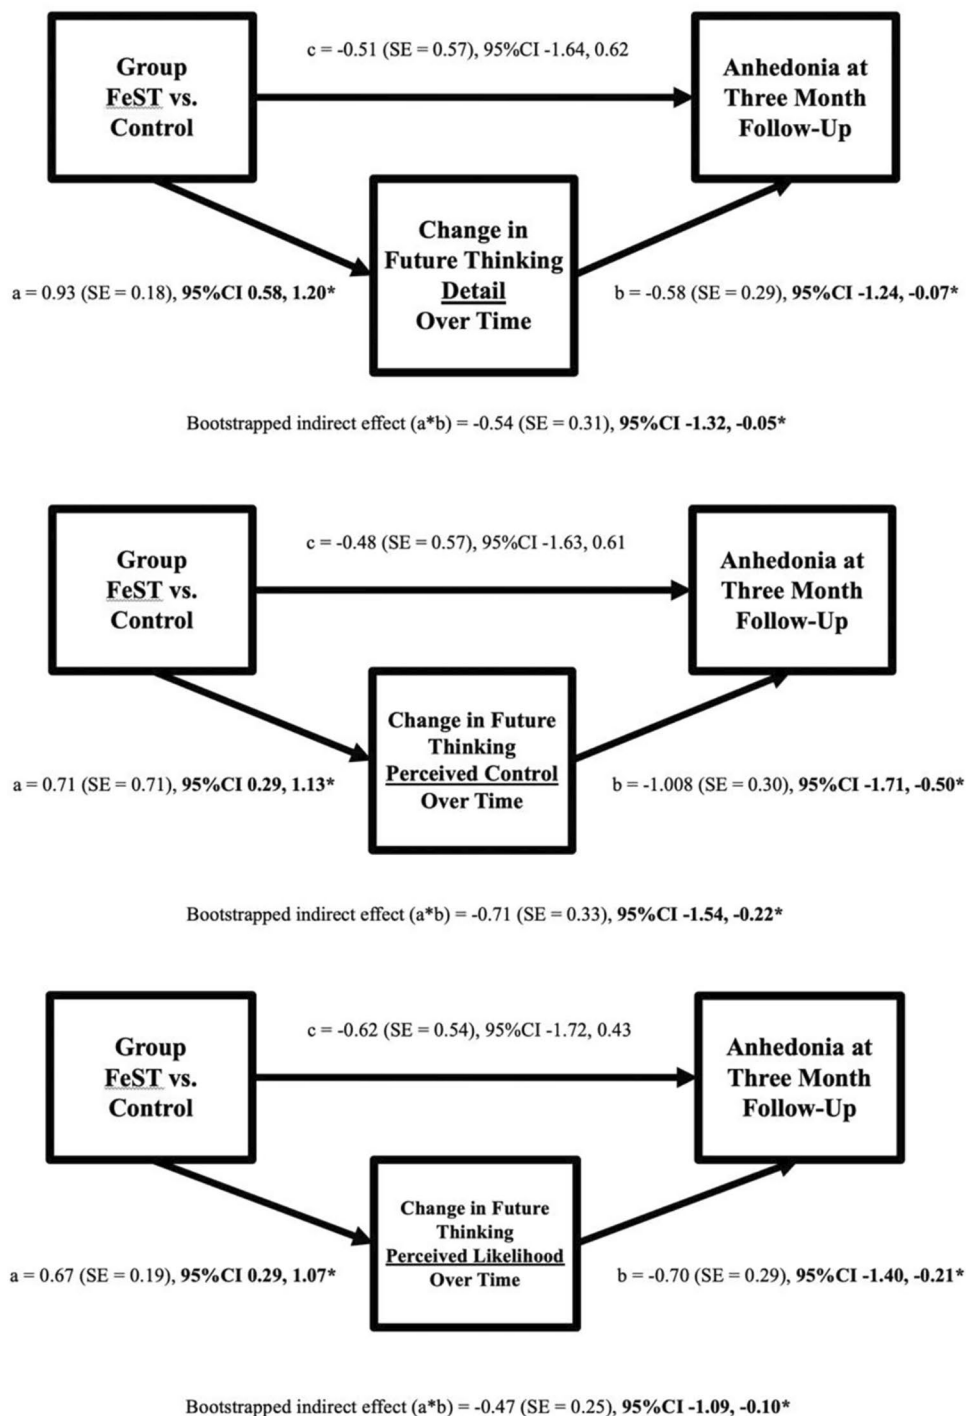 c = -0.51 (SE = 0.57), 95%CI -1.64, 0.62
Group
FeST vs.
Control
Anhedonia at
Three Month
Follow-Up
Change in
Future Thinking
Detail
Over Time
a = 0.93 (SE = 0.18), 95%CI 0.58, 1.20*
b = -0.58 (SE = 0.29), 95%CI -1.24, -0.07*
Bootstrapped indirect effect (a*b) = -0.54 (SE = 0.31), 95%CI -1.32, -0.05*
c = -0.48 (SE = 0.57), 95%CI -1.63, 0.61
Group
FeST vs.
Control
Anhedonia at
Three Month
Follow-Up
Change in Future
Thinking
Perceived Control
Over Time
a = 0.71 (SE = 0.71), 95%CI 0.29, 1.13*
b = -1.008 (SE = 0.30), 95%CI -1.71, -0.50*
Bootstrapped indirect effect (a*b) = -0.71 (SE = 0.33), 95%CI -1.54, -0.22*
c = -0.62 (SE = 0.54), 95%CI -1.72, 0.43
Group
FeST vs.
Control
Anhedonia at
Three Month
Follow-Up
Change in Future
Thinking
Perceived Likelihood
Over Time
a = 0.67 (SE = 0.19), 95%CI 0.29, 1.07*
b = -0.70 (SE = 0.29), 95%CI -1.40, -0.21*
Bootstrapped indirect effect (a*b) = -0.47 (SE = 0.25), 95%CI -1.09, -0.10*